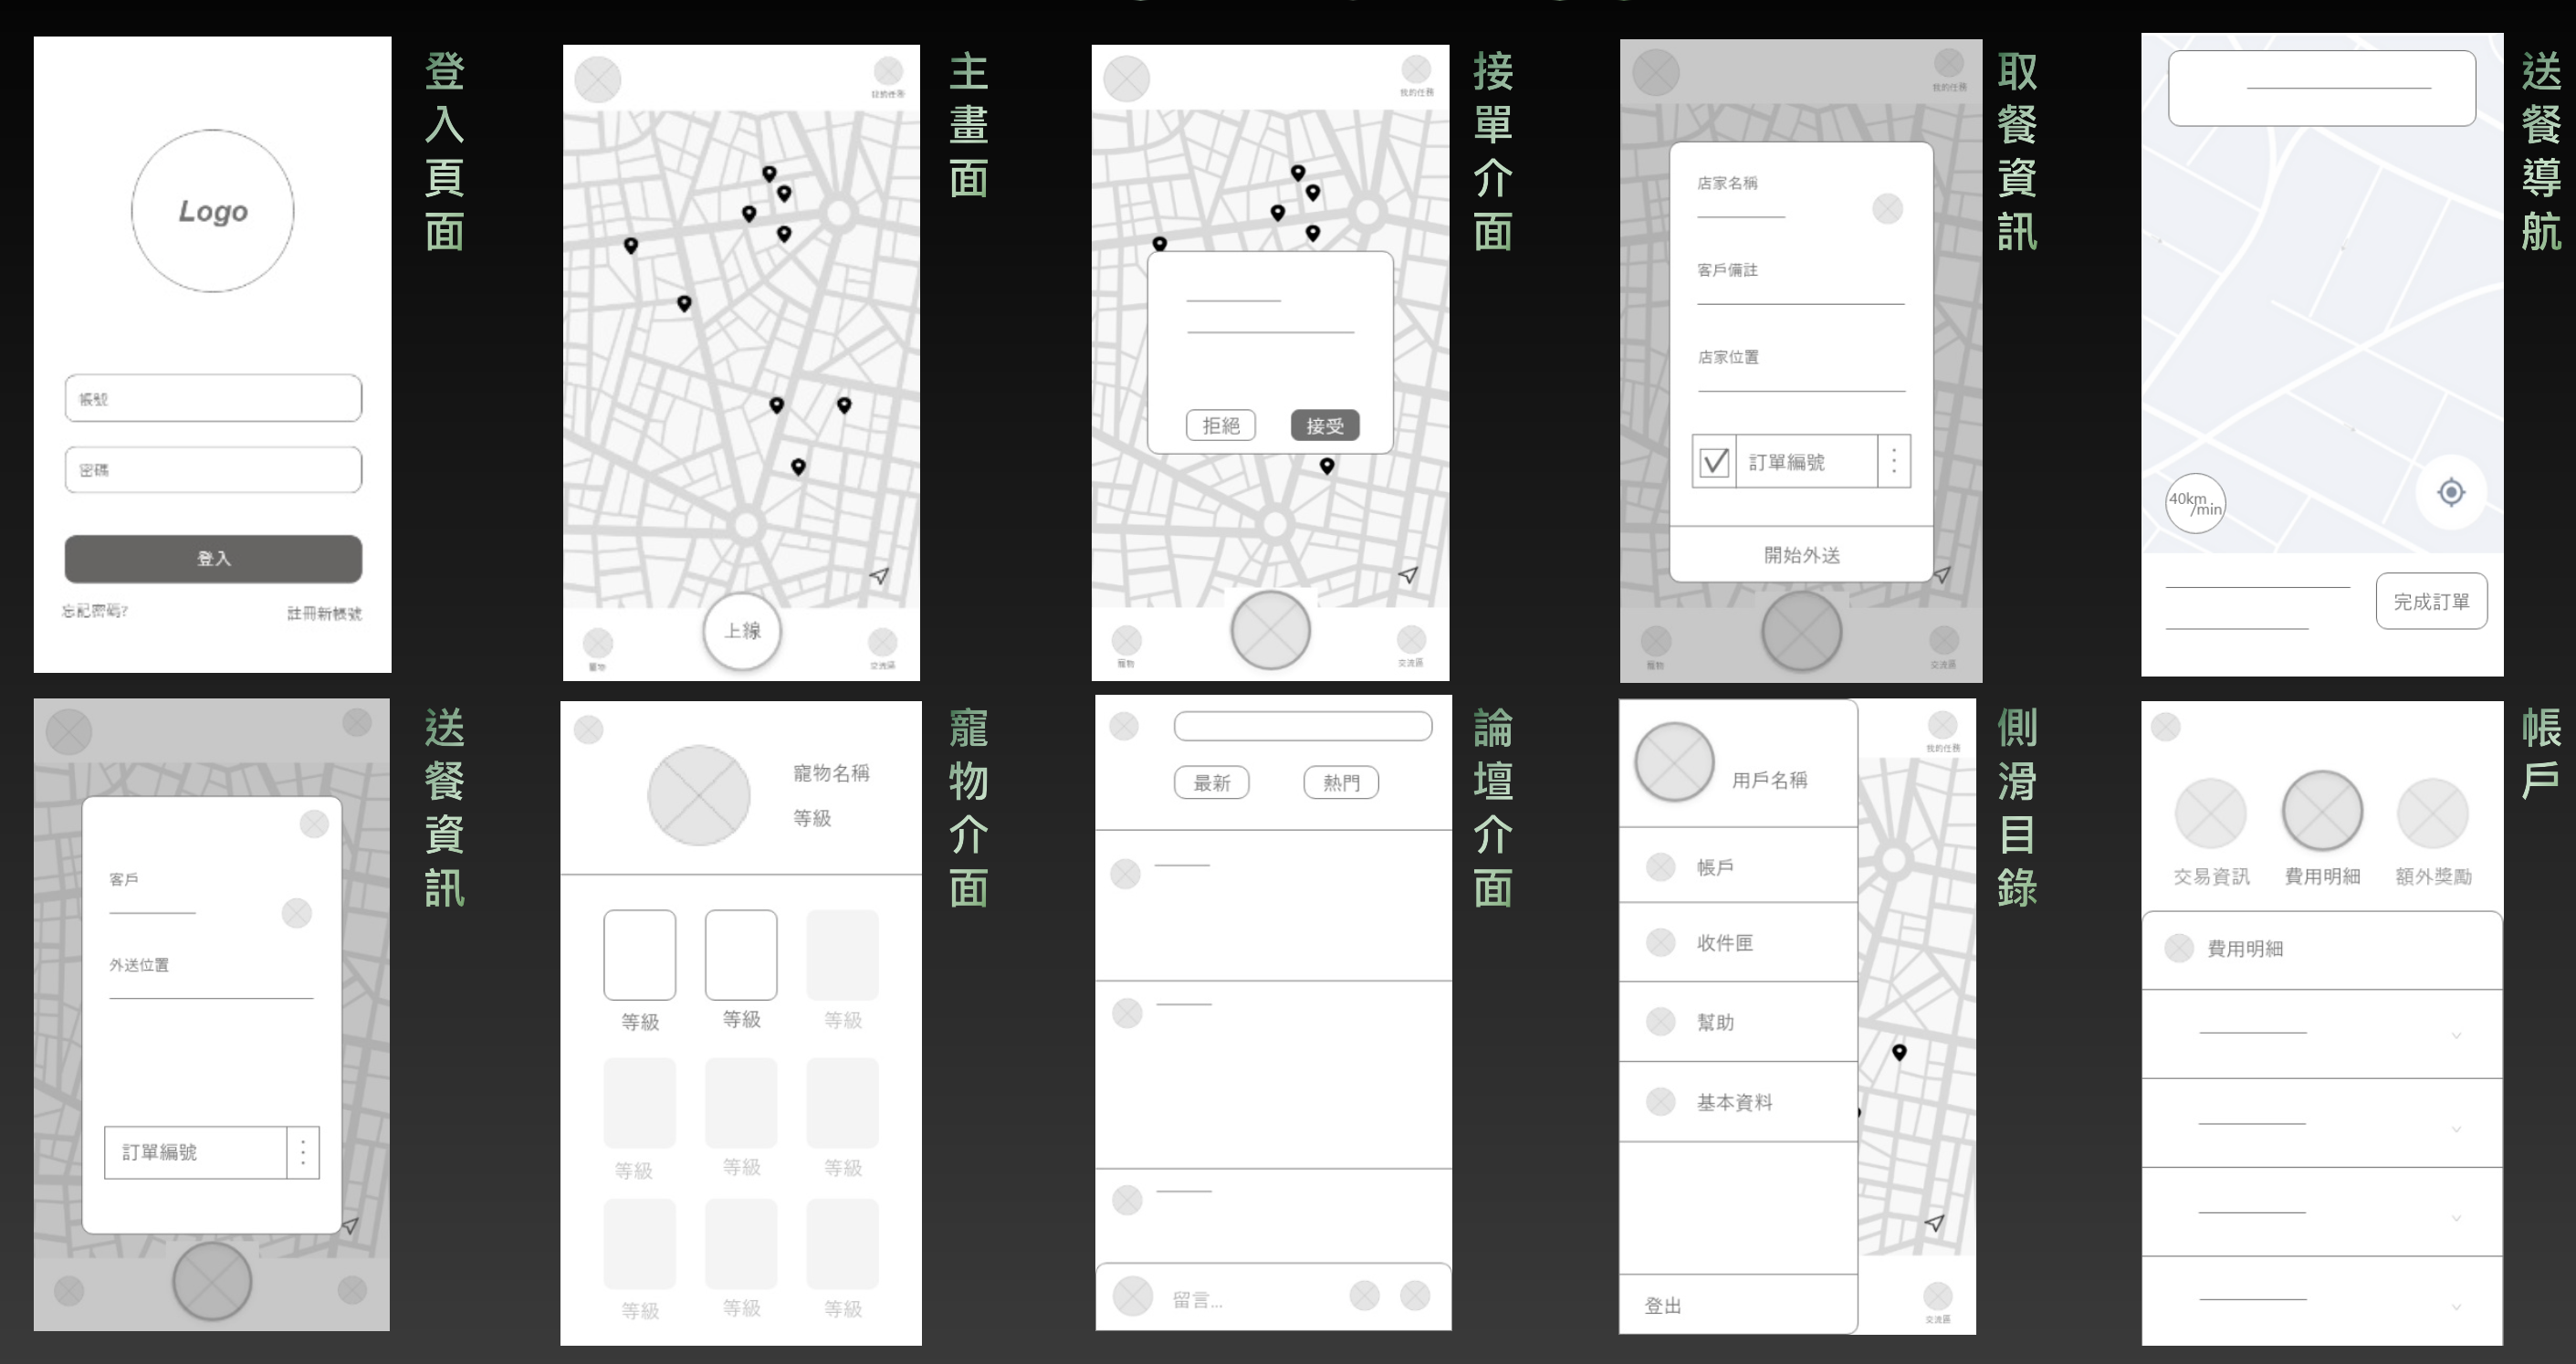 Logo
帳號
密碼
登入
忘記密碼?
註冊新帳號
登入頁面
我的任務
上線
寵物
交流區
主畫面
我的任務
拒絕
接受
寵物
交流區
接單介面
我的任務
店家名稱
客戶備註
店家位置
訂單編號
開始外送
寵物
交流區
取餐資訊
40km
/min
完成訂單
送餐導航
客戶
外送位置
訂單編號
送餐資訊
寵物名稱
等級
等級
等級
等級
等級
等級
等級
等級
等級
等級
寵物介面
最新
熱門
留言...
論壇介面
用戶名稱
帳戶
收件匣
幫助
基本資料
登出
我的任務
交流區
側滑目錄
交易資訊
費用明細
額外獎勵
費用明細
帳戶